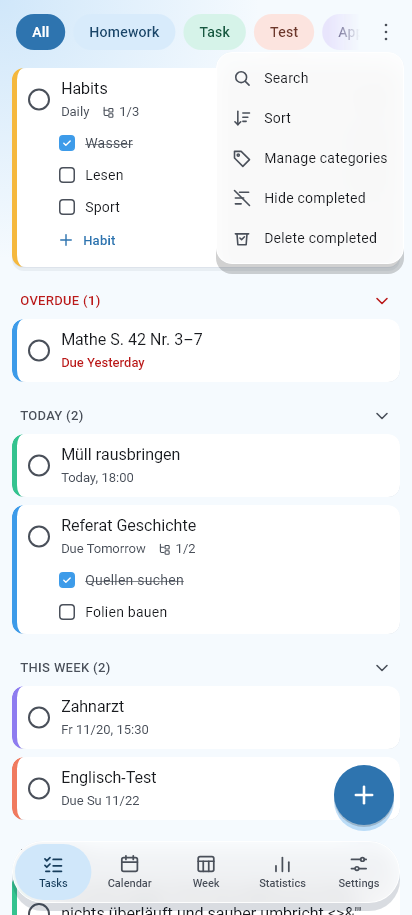 All Homework Task Test
Habits
Daily 1/3
Wasser
Lesen
Sport
+ Habit
Search
Sort
Manage categories
Hide completed
Delete completed
OVERDUE (1)
Mathe S. 42 Nr. 3–7
Due Yesterday
TODAY (2)
Müll rausbringen
Today, 18:00
Referat Geschichte
Due Tomorrow 1/2
Quellen suchen
Folien bauen
THIS WEEK (2)
Zahnarzt
Fr 11/20, 15:30
Englisch-Test
Due Su 11/22
Tasks Calendar Week Statistics Settings
nichts überläuft und sauber umbricht <>&"'